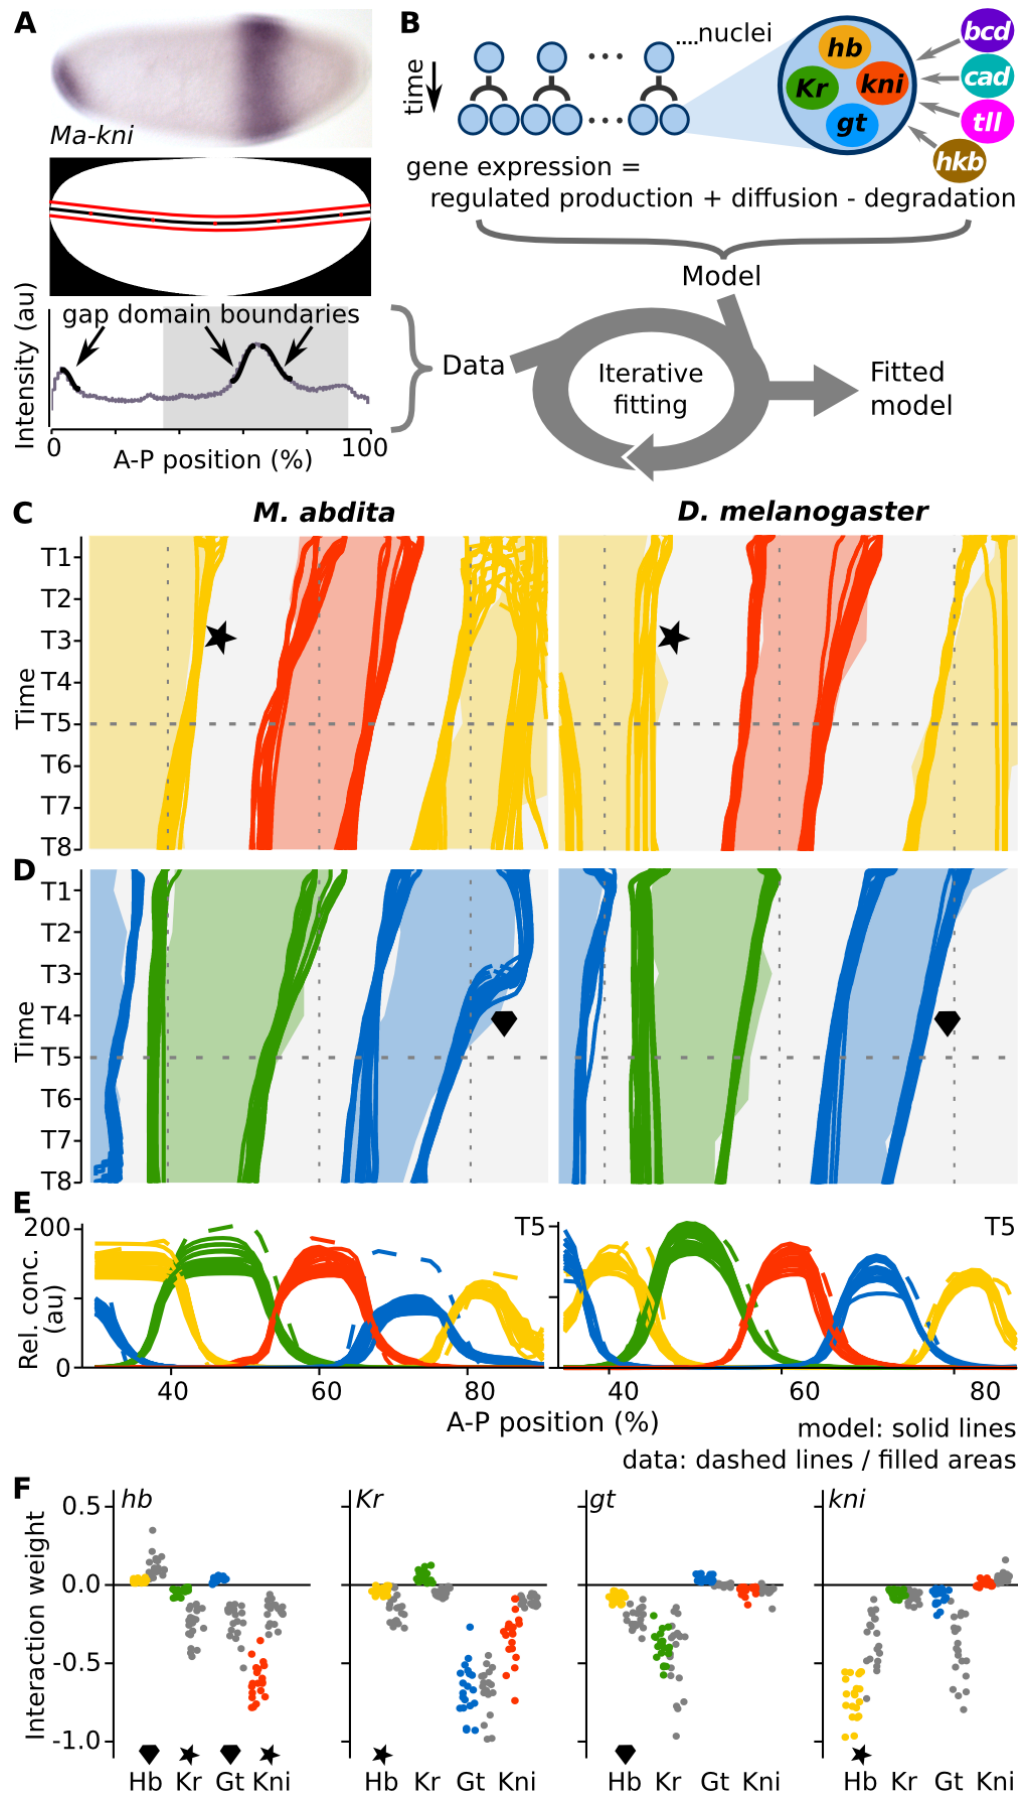 A
Ma-kni
gap domain boundaries
Intensity (au)
0
100
A-P position (%)
B
time
....nuclei
...
...
hb
Kr
kni
gt
bcd
cad
tll
hkb
gene expression =
regulated production + diffusion - degradation
Model
Data
Iterative
fitting
Fitted
model
C
M. abdita
D. melanogaster
Time
T1
T2
T3
T4
T5
T6
T7
T8
D
Time
T1
T2
T3
T4
T5
T6
T7
T8
E
Rel. conc.
(au)
200
100
0
T5
T5
40
60
80
40
60
80
A-P position (%)
model: solid lines
data: dashed lines / filled areas
F
Interaction weight
0.5
0.0
-0.5
-1.0
hb
Kr
gt
kni
Hb Kr Gt Kni
Hb Kr Gt Kni
Hb Kr Gt Kni
Hb Kr Gt Kni